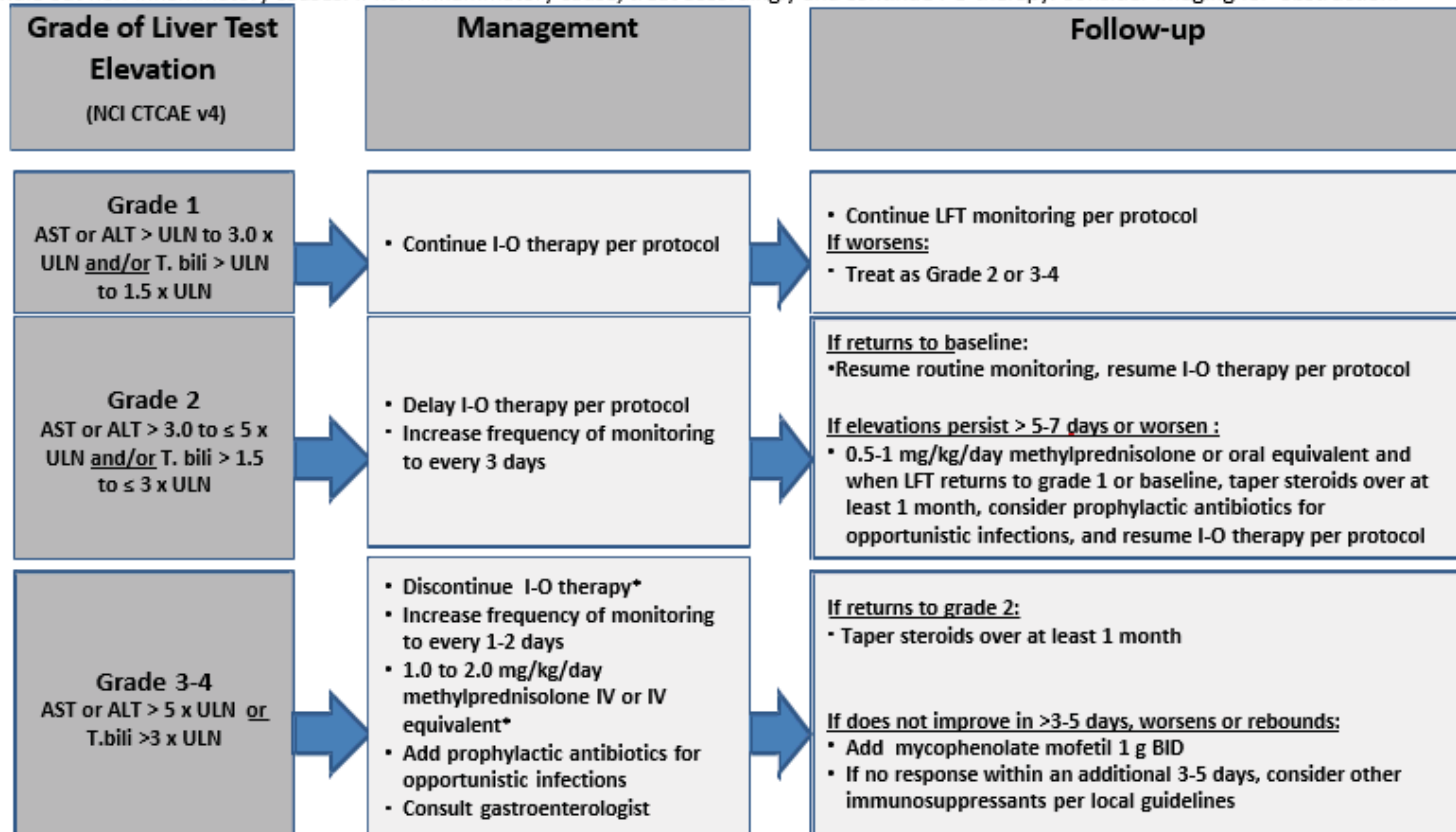 Grade of Liver Test
Elevation
(NCI CTCAE v4)
Management
Follow-up
Grade 1
AST or ALT > ULN to 3.0 x
ULN and/or T. bili > ULN
to 1.5 x ULN
• Continue I-O therapy per protocol
• Continue LFT monitoring per protocol
If worsens:
• Treat as Grade 2 or 3-4
Grade 2
AST or ALT > 3.0 to ≤ 5 x
ULN and/or T. bili > 1.5
to ≤ 3 x ULN
• Delay I-O therapy per protocol
• Increase frequency of monitoring
to every 3 days
If returns to baseline:
•Resume routine monitoring, resume I-O therapy per protocol
If elevations persist > 5-7 days or worsen :
• 0.5-1 mg/kg/day methylprednisolone or oral equivalent and
when LFT returns to grade 1 or baseline, taper steroids over at
least 1 month, consider prophylactic antibiotics for
opportunistic infections, and resume I-O therapy per protocol
Grade 3-4
AST or ALT > 5 x ULN or
T.bili >3 x ULN
• Discontinue I-O therapy*
• Increase frequency of monitoring
to every 1-2 days
• 1.0 to 2.0 mg/kg/day
methylprednisolone IV or IV
equivalent*
• Add prophylactic antibiotics for
opportunistic infections
• Consult gastroenterologist
If returns to grade 2:
• Taper steroids over at least 1 month
If does not improve in >3-5 days, worsens or rebounds:
• Add mycophenolate mofetil 1 g BID
• If no response within an additional 3-5 days, consider other
immunosuppressants per local guidelines